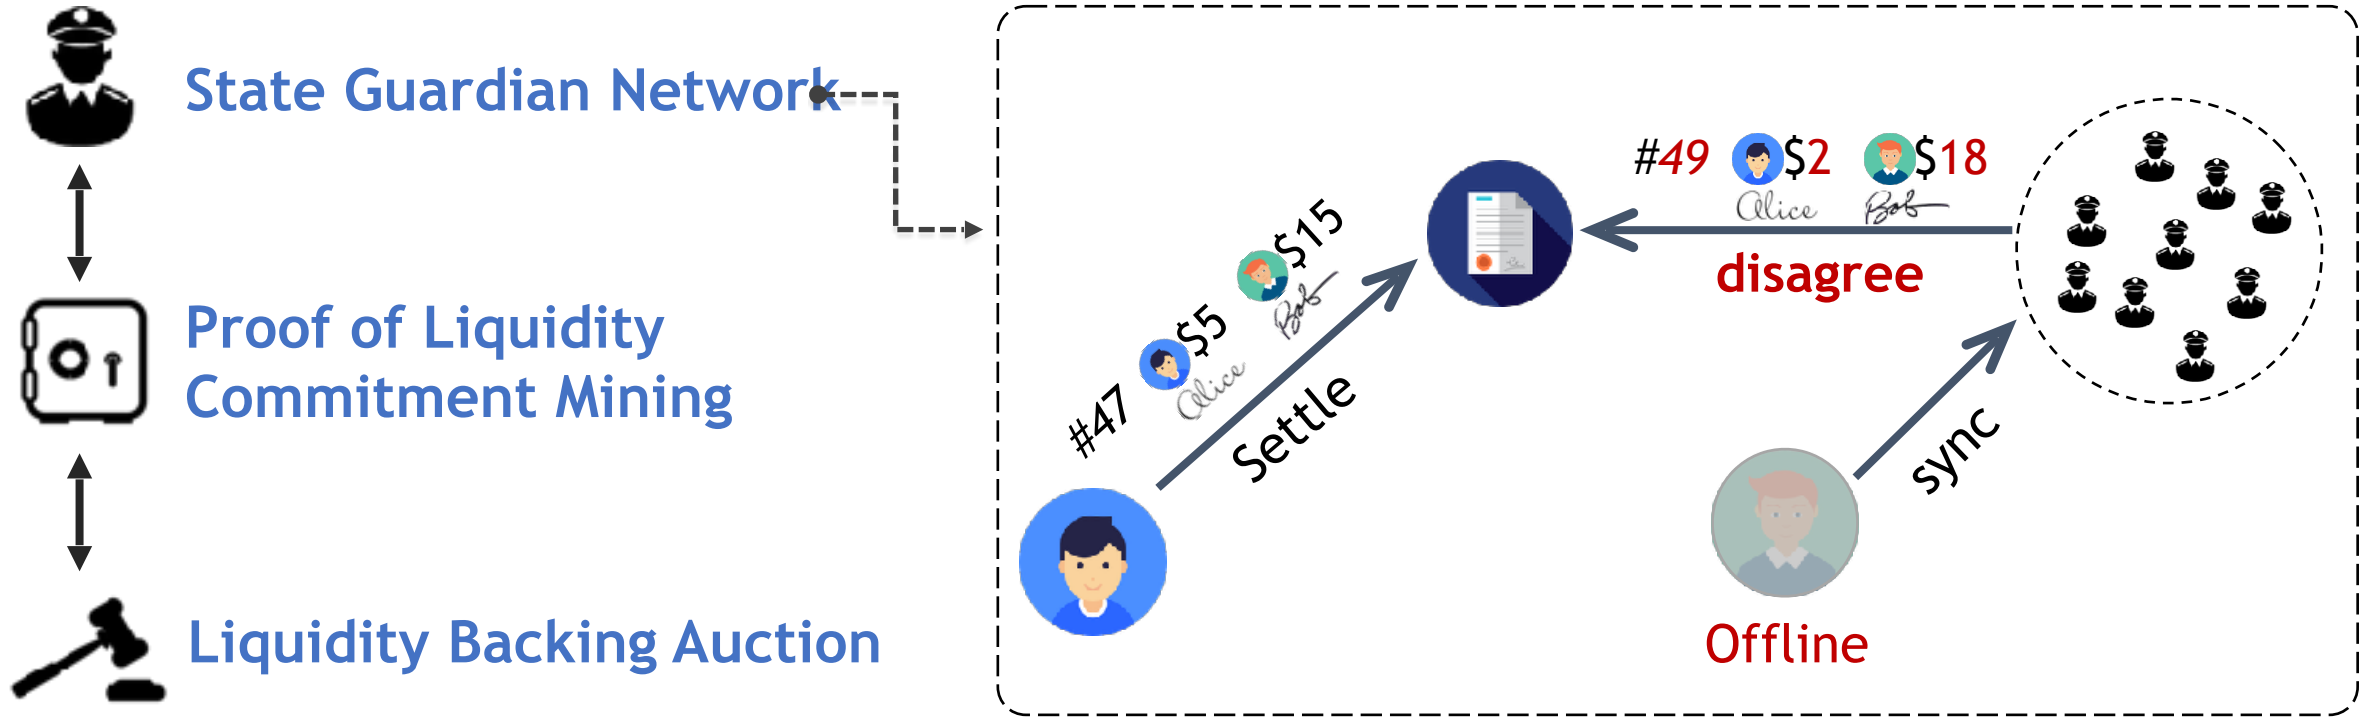 State Guardian Network
Proof of Liquidity
Commitment Mining
Liquidity Backing Auction
#47 $5 $15
Alice Bob
Settle
#49 $2 $18
Alice Bob
disagree
sync
Offline